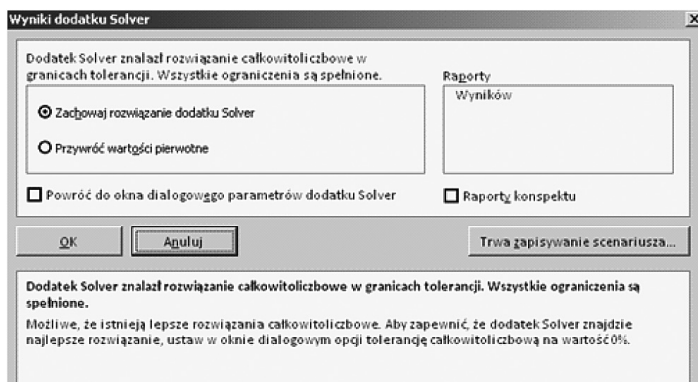 Wyniki dodatku Solver
Dodatek Solver znalazł rozwiązanie całkowitoliczbowe w
granicach tolerancji. Wszystkie ograniczenia są spełnione.
Zachowaj rozwiązanie dodatku Solver
Przywróć wartości pierwotne
Raporty
Wyników
Powróć do okna dialogowego parametrów dodatku Solver
Raporty konspektu
OK
Anuluj
Trwa zapisywanie scenariusza...
Dodatek Solver znalazł rozwiązanie całkowitoliczbowe w granicach tolerancji. Wszystkie ograniczenia są
spełnione.
Możliwe, że istnieją lepsze rozwiązania całkowitoliczbowe. Aby zapewnić, że dodatek Solver znajdzie
najlepsze rozwiązanie, ustaw w oknie dialogowym opcji tolerancję całkowitoliczbową na wartość 0%.